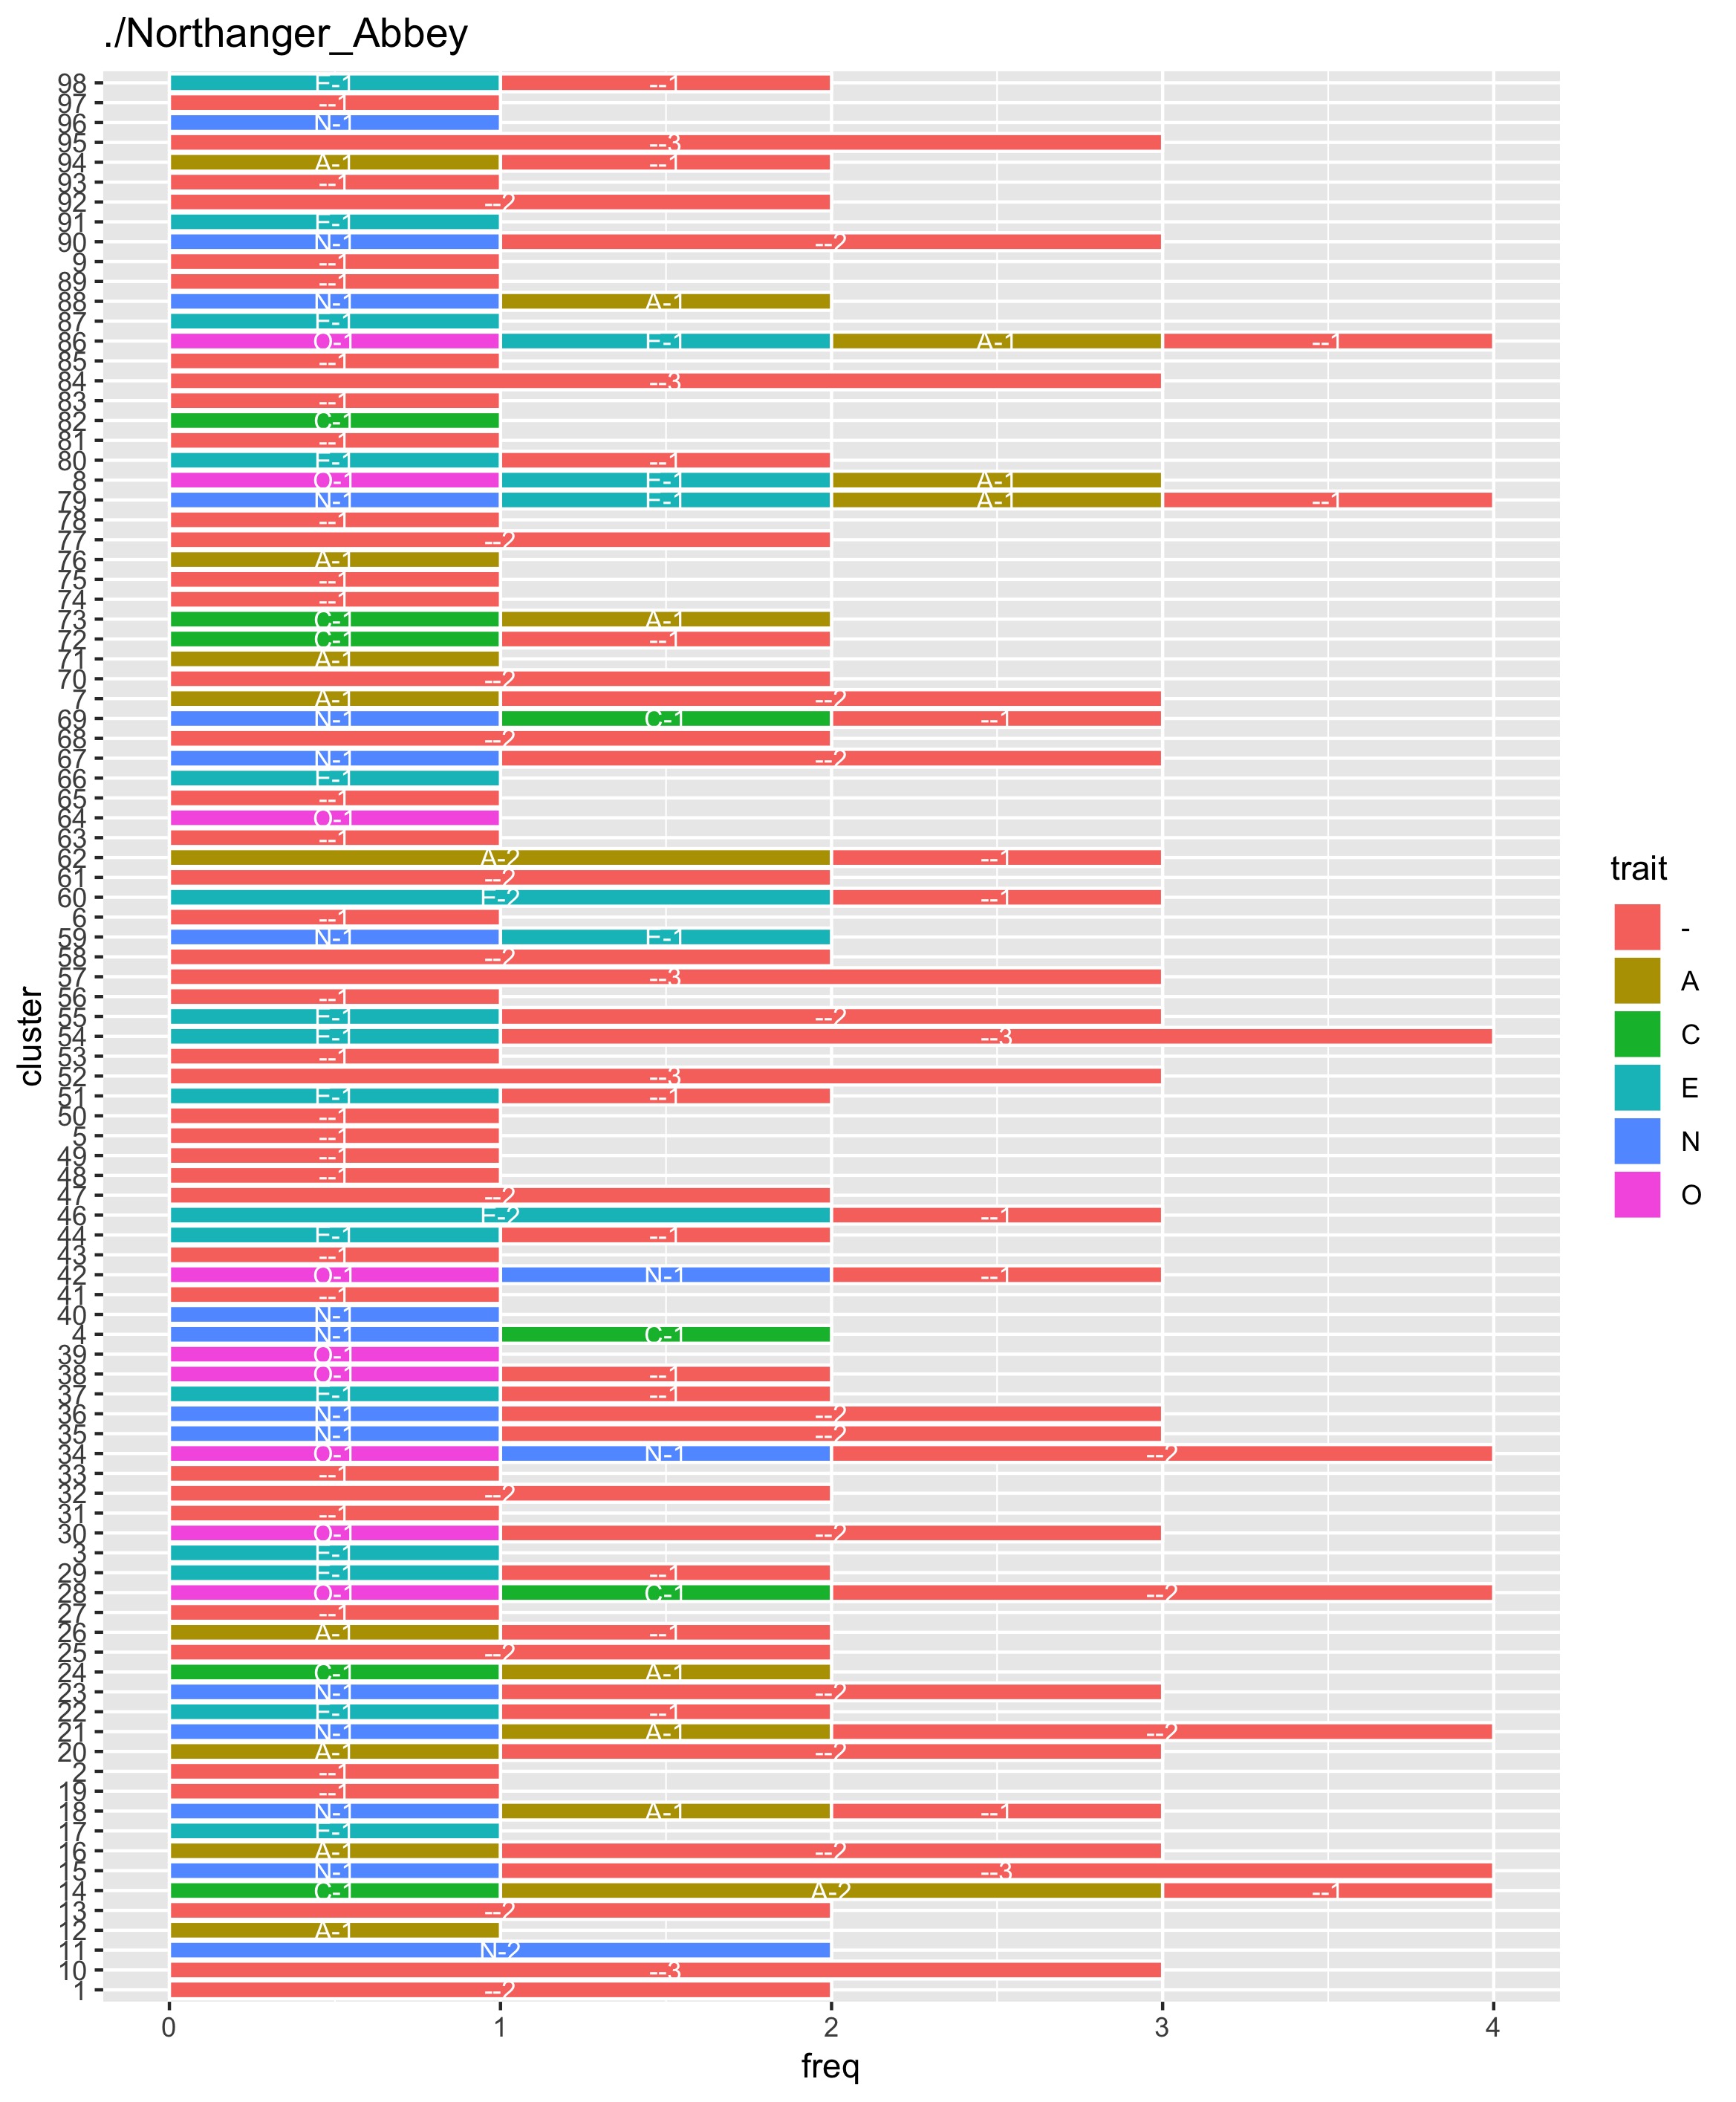 ./Northanger_Abbey
98 E-1 --1
97 --1
96 N-1
95 --3
94 A-1 --1
93 --1
92 --2
91 E-1
90 N-1 --2
9 --1
89 --1
88 N-1 A-1
87 E-1
86 O-1 E-1 A-1 --1
85 --1
84 --3
83 --1
82 C-1
81 --1
80 E-1 --1
8 O-1 E-1 A-1
79 N-1 E-1 A-1 --1
78 --1
77 --2
76 A-1
75 --1
74 --1
73 C-1 A-1
72 C-1 --1
71 A-1
70 --2
7 A-1 --2
69 N-1 C-1 --1
68 --2
67 N-1 --2
66 E-1
65 --1
64 O-1
63 --1
62 A-2 --1
61 --2
60 E-2 --1
6 --1
59 N-1 E-1
58 --2
57 --3
56 --1
55 E-1 --2
54 E-1 --3
53 --1
52 --3
51 E-1 --1
50 --1
5 --1
49 --1
48 --1
47 --2
46 E-2 --1
44 E-1 --1
43 --1
42 O-1 N-1 --1
41 --1
40 N-1
4 N-1 C-1
39 O-1
38 O-1 --1
37 E-1 --1
36 N-1 --2
35 N-1 --2
34 O-1 N-1 --2
33 --1
32 --2
31 --1
30 O-1 --2
3 E-1
29 E-1 --1
28 O-1 C-1 --2
27 --1
26 A-1 --1
25 --2
24 C-1 A-1
23 N-1 --2
22 E-1 --1
21 N-1 A-1 --2
20 A-1 --2
2 --1
19 --1
18 N-1 A-1 --1
17 E-1
16 A-1 --2
15 N-1 --3
14 C-1 A-2 --1
13 --2
12 A-1
11 N-2
10 --3
1 --2
0 1 2 3 4
freq
cluster
trait
-
A
C
E
N
O